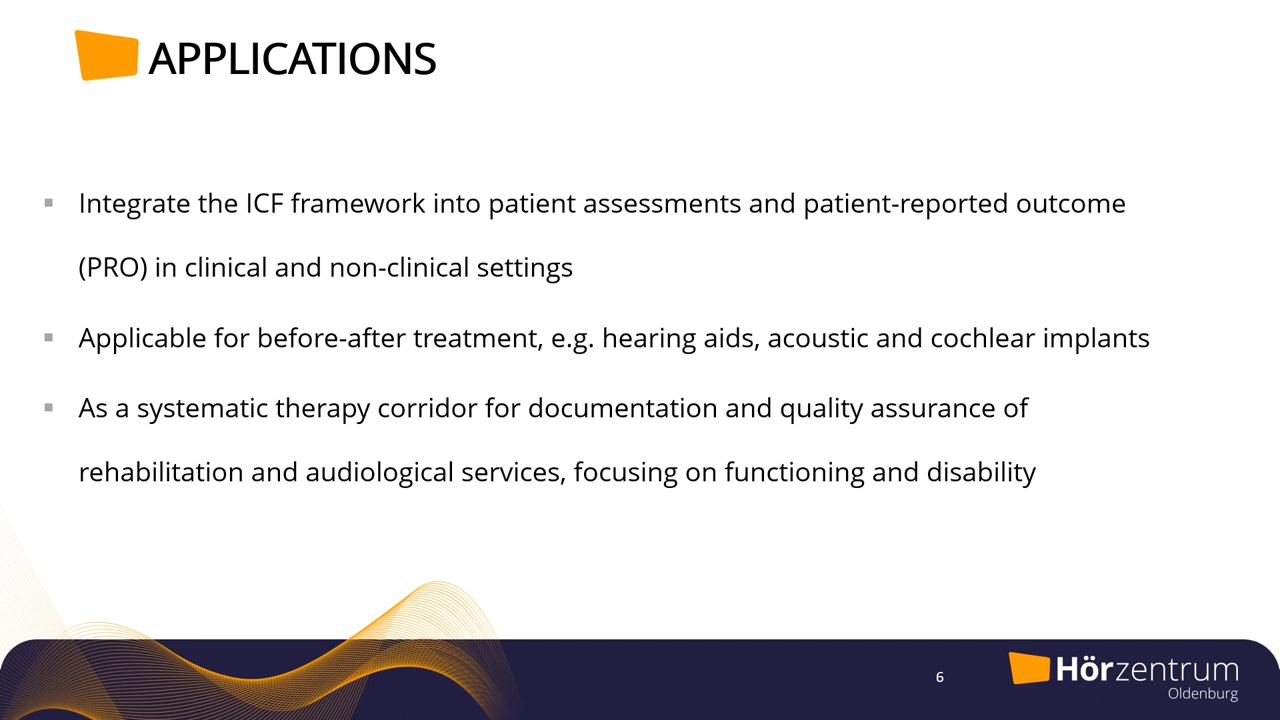 APPLICATIONS
▪ Integrate the ICF framework into patient assessments and patient-reported outcome
(PRO) in clinical and non-clinical settings
▪ Applicable for before-after treatment, e.g. hearing aids, acoustic and cochlear implants
▪ As a systematic therapy corridor for documentation and quality assurance of
rehabilitation and audiological services, focusing on functioning and disability
6
Hörzentrum
Oldenburg